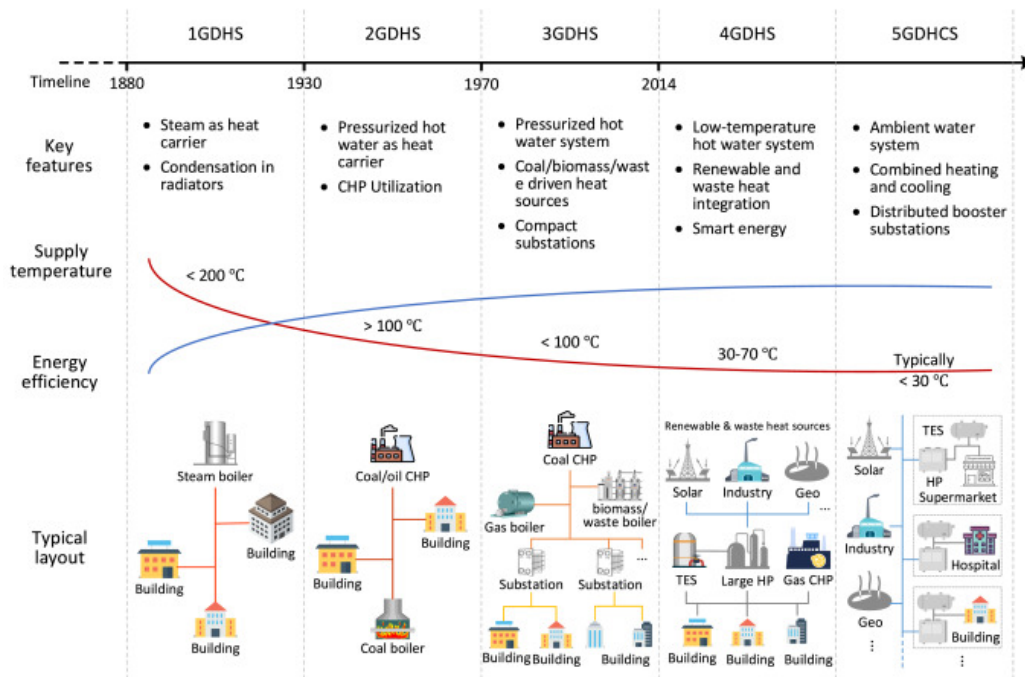 1GDHS
2GDHS
3GDHS
4GDHS
5GDHCS
Timeline
1880
1930
1970
2014
Key
features
• Steam as heat
carrier
• Condensation in
radiators
• Pressurized hot
water as heat
carrier
• CHP Utilization
• Pressurized hot
water system
• Coal/biomass/wast
e driven heat
sources
• Compact
substations
• Low-temperature
hot water system
• Renewable and
waste heat
integration
• Smart energy
• Ambient water
system
• Combined heating
and cooling
• Distributed booster
substations
Supply
temperature
< 200 ℃
> 100 ℃
< 100 ℃
30-70 ℃
Typically
< 30 ℃
Energy
efficiency
Typical
layout
Steam boiler
Building
Building
Building
Coal/oil CHP
Building
Building
Coal boiler
Coal CHP
Gas boiler
biomass/
waste boiler
...
Substation
Substation
Building
Building
Building
Renewable & waste heat sources
Solar
Industry
Geo
...
TES
Large HP
Gas CHP
Building
Building
Building
Solar
Industry
Geo
...
TES
HP
Supermarket
Hospital
Building
...